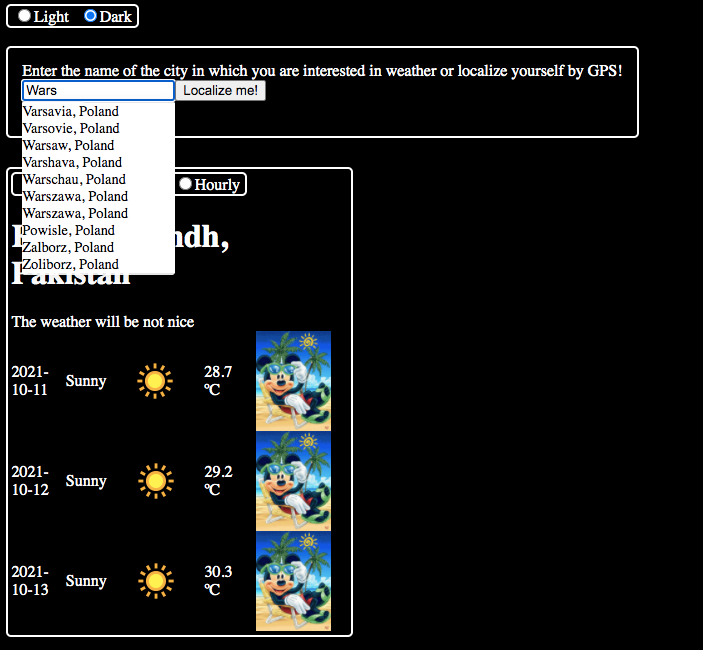 Light Dark
Enter the name of the city in which you are interested in weather or localize yourself by GPS!
Wars Localize me!
Varsavia, Poland
Varsovie, Poland
Warsaw, Poland
Varshava, Poland
Warschau, Poland
Warszawa, Poland
Warszawa, Poland
Powisle, Poland
Zalborz, Poland
Zoliborz, Poland
Hourly
ndh,
Pakistan
The weather will be not nice
2021-
10-11 Sunny 28.7
°C
2021-
10-12 Sunny 29.2
°C
2021-
10-13 Sunny 30.3
°C